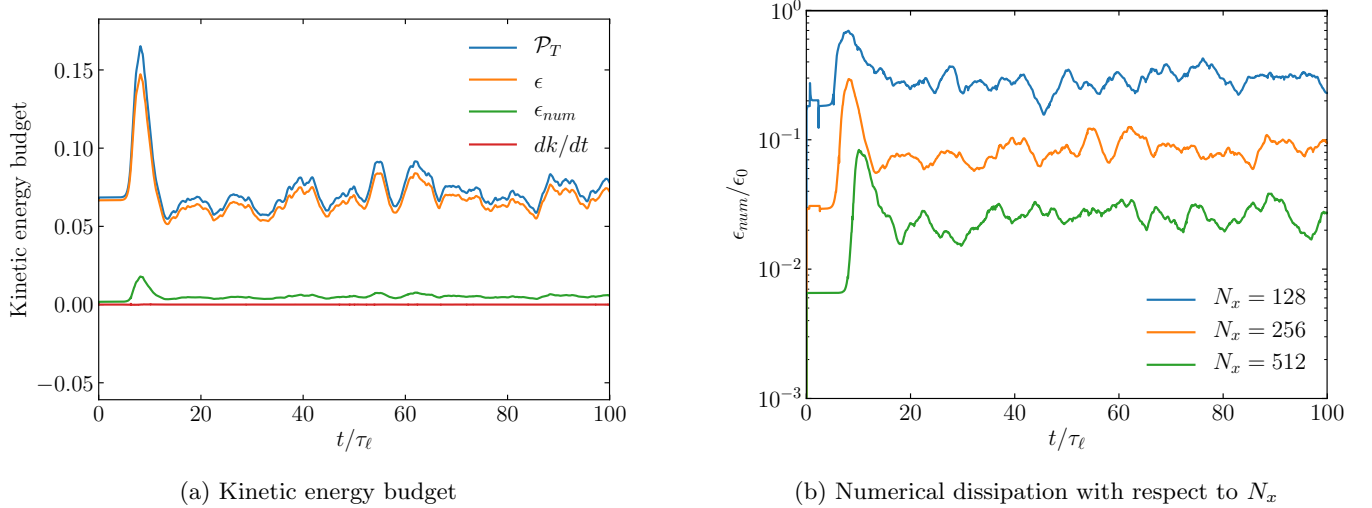 Kinetic energy budget
0.15
0.10
0.05
0.00
−0.05
0 20 40 60 80 100
t/τ_ℓ
𝒫_T
ϵ
ϵ_num
dk/dt
(a) Kinetic energy budget
ϵ_num/ϵ_0
10^0
10^−1
10^−2
10^−3
0 20 40 60 80 100
t/τ_ℓ
N_x = 128
N_x = 256
N_x = 512
(b) Numerical dissipation with respect to N_x